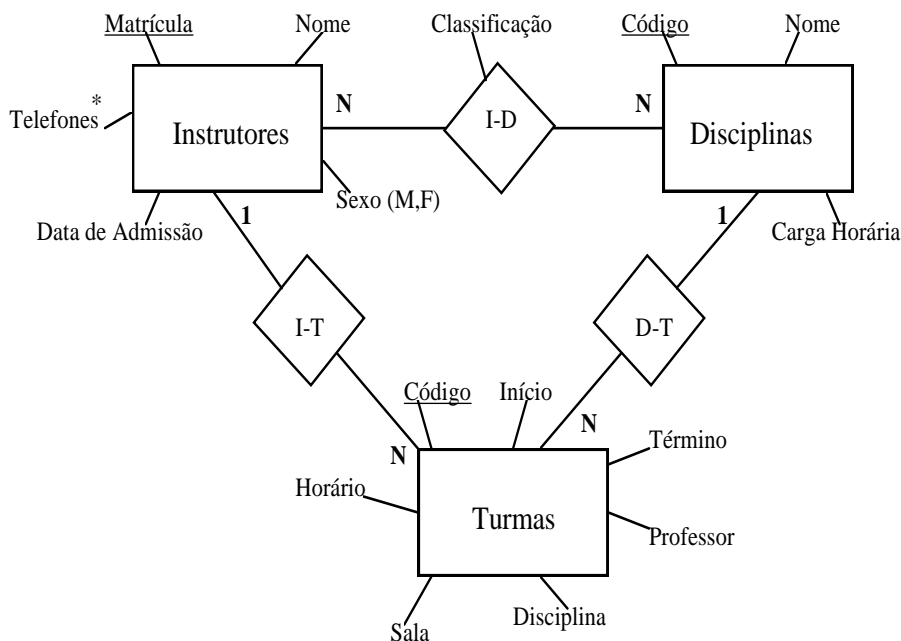 Matrícula Nome Classificação Código Nome
Telefones* Instrutores N I-D N Disciplinas
Data de Admissão 1 Sexo (M,F) 1 Carga Horária
I-T D-T
Código Início
N N Término
Horário Turmas Professor
Sala Disciplina